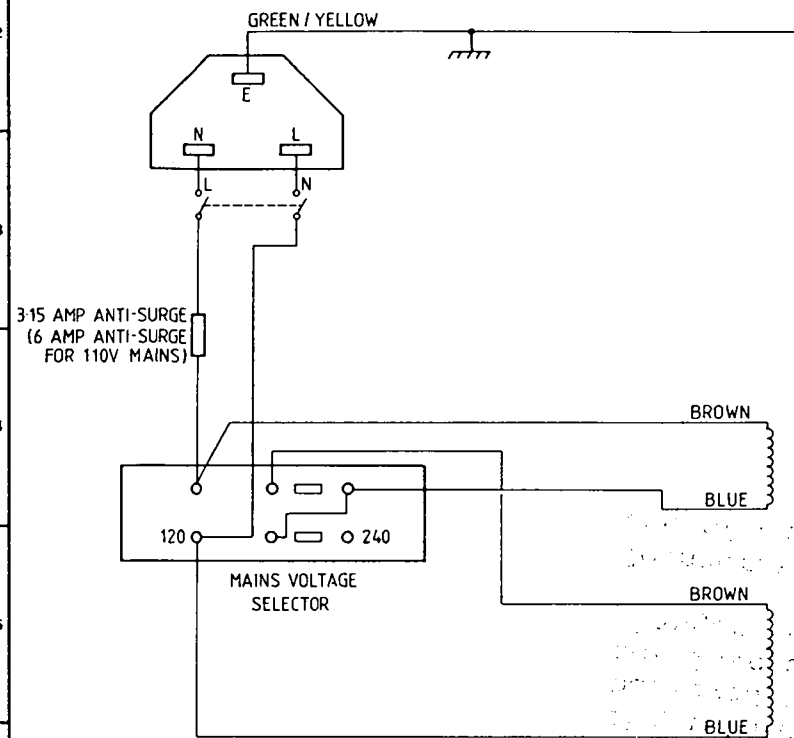 GREEN / YELLOW
E
N L
L N
3·15 AMP ANTI-SURGE
(6 AMP ANTI-SURGE
FOR 110V MAINS)
BROWN
BLUE
120 240
MAINS VOLTAGE
SELECTOR
BROWN
BLUE